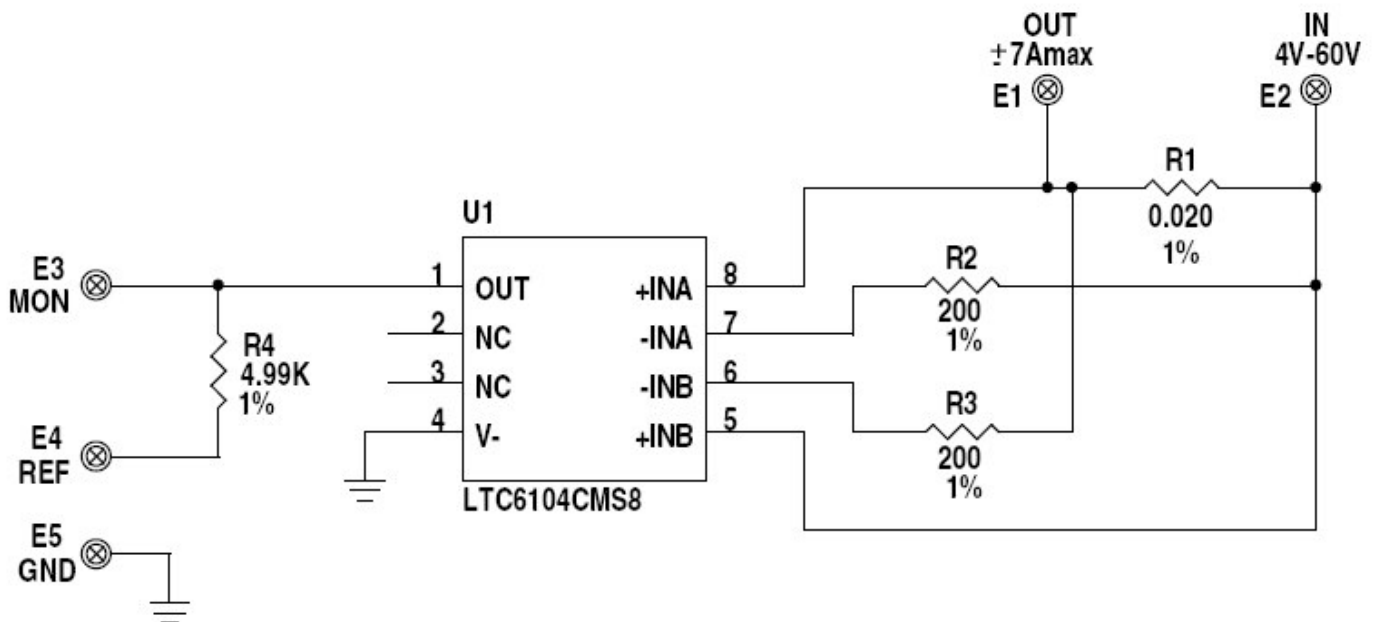 OUT
±7Amax
E1
IN
4V-60V
E2
R1
0.020
1%
U1
E3
MON
1
OUT
+INA
8
R2
200
1%
2
NC
-INA
7
R4
4.99K
1%
3
NC
-INB
6
R3
200
1%
4
V-
+INB
5
E4
REF
LTC6104CMS8
E5
GND